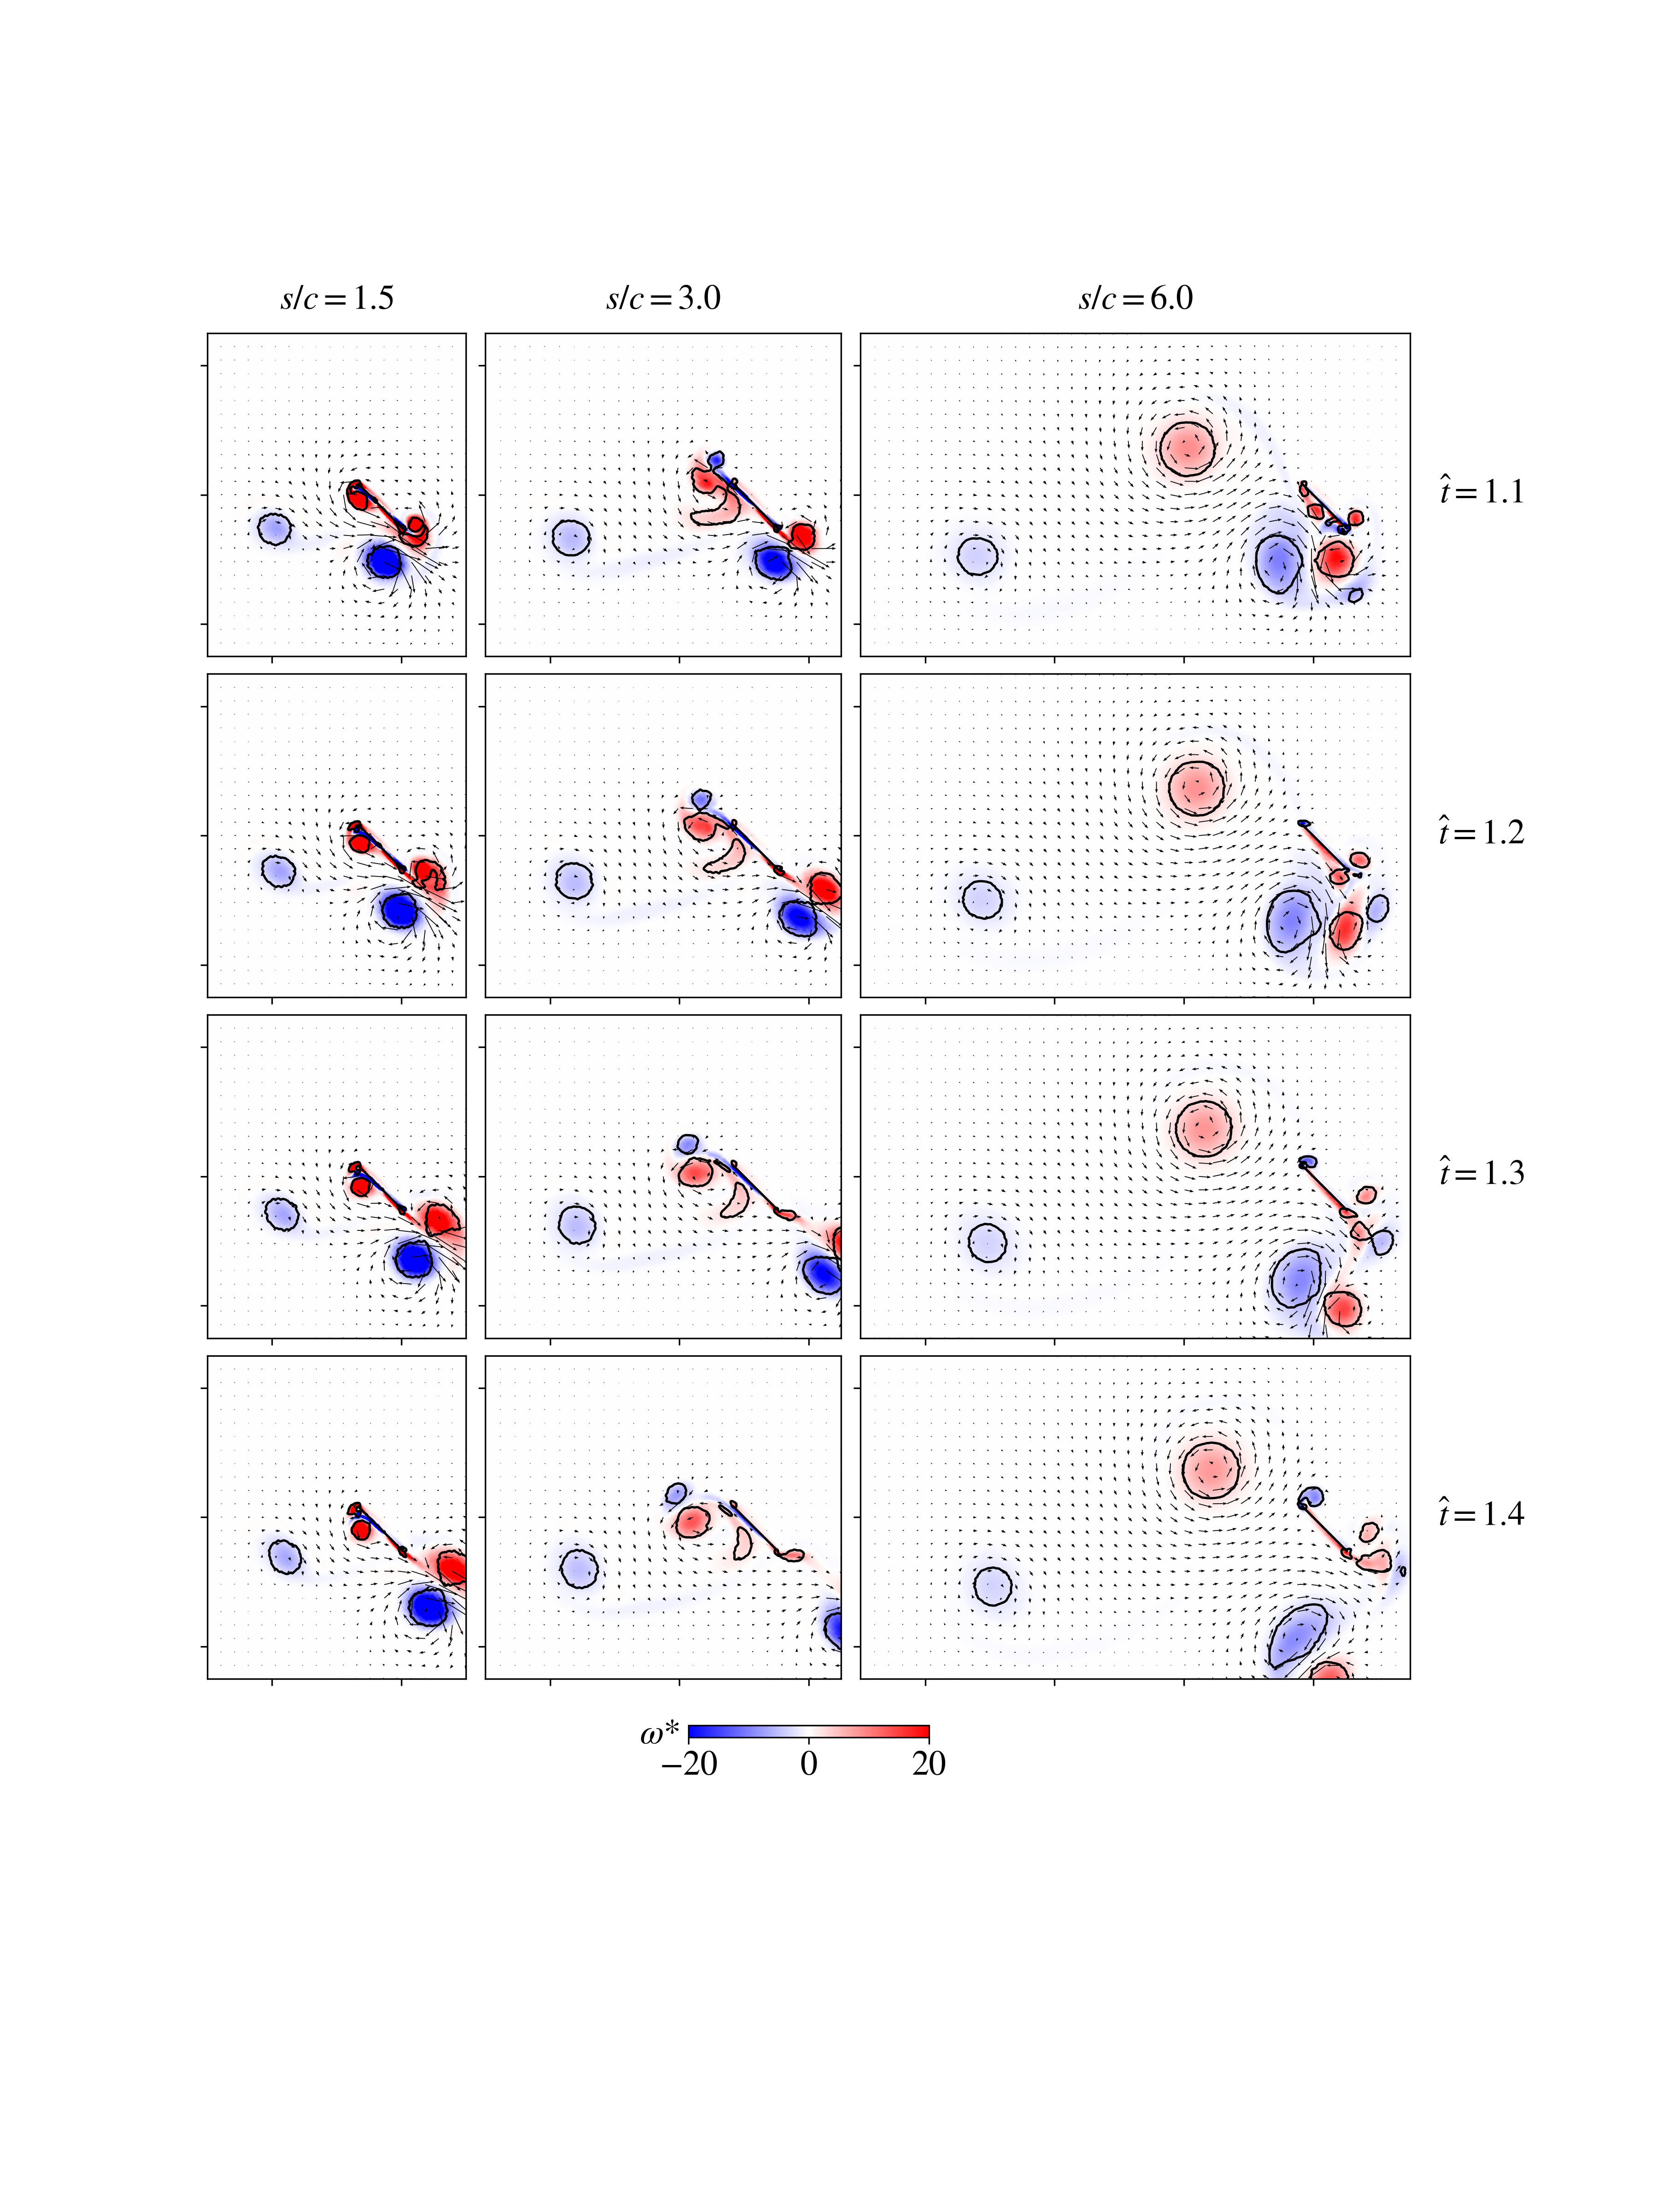 s/c = 1.5 s/c = 3.0 s/c = 6.0
t̂ = 1.1
t̂ = 1.2
t̂ = 1.3
t̂ = 1.4
ω*
−20 0 20